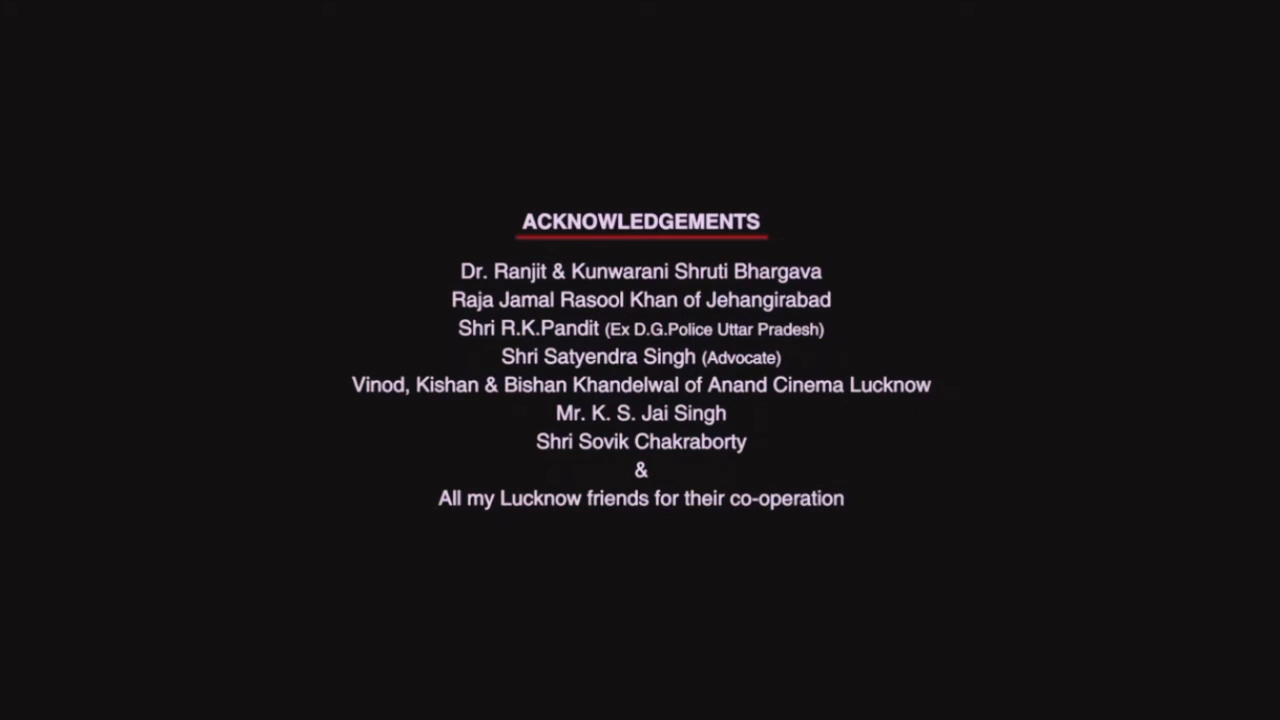 ACKNOWLEDGEMENTS
Dr. Ranjit & Kunwarani Shruti Bhargava
Raja Jamal Rasool Khan of Jehangirabad
Shri R.K.Pandit (Ex D.G.Police Uttar Pradesh)
Shri Satyendra Singh (Advocate)
Vinod, Kishan & Bishan Khandelwal of Anand Cinema Lucknow
Mr. K. S. Jai Singh
Shri Sovik Chakraborty
&
All my Lucknow friends for their co-operation